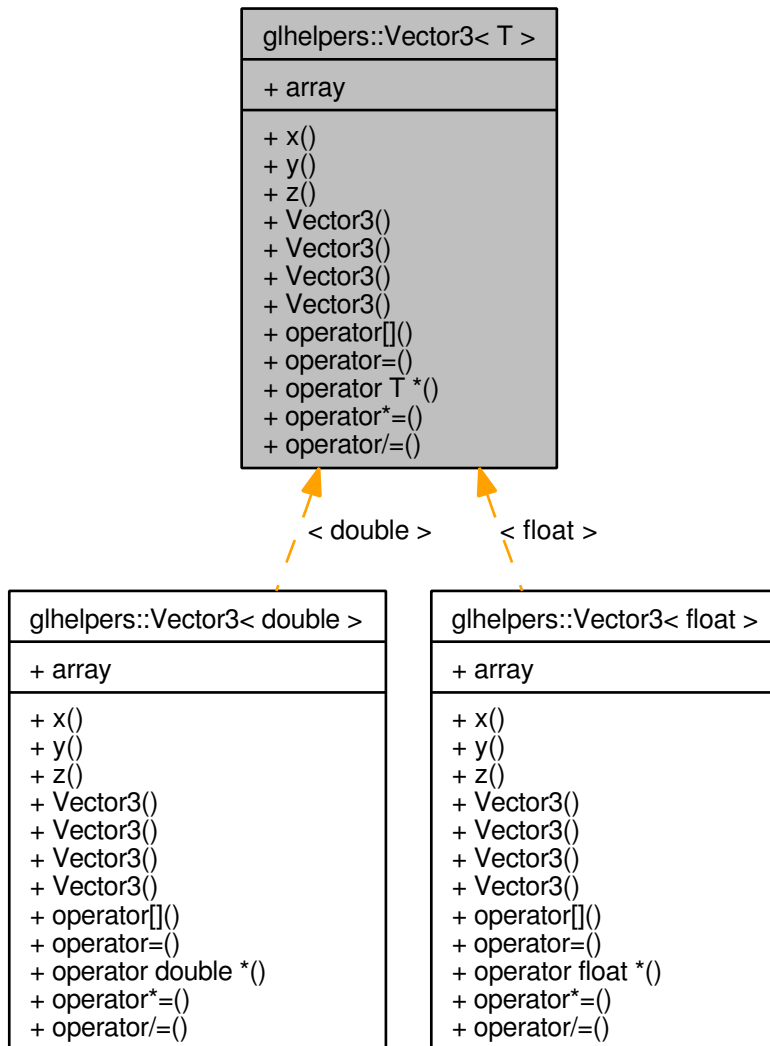 glhelpers::Vector3< T >
+ array
+ x()
+ y()
+ z()
+ Vector3()
+ Vector3()
+ Vector3()
+ Vector3()
+ operator[]()
+ operator=()
+ operator T *()
+ operator*=()
+ operator/=()
< double >
< float >
glhelpers::Vector3< double >
+ array
+ x()
+ y()
+ z()
+ Vector3()
+ Vector3()
+ Vector3()
+ Vector3()
+ operator[]()
+ operator=()
+ operator double *()
+ operator*=()
+ operator/=()
glhelpers::Vector3< float >
+ array
+ x()
+ y()
+ z()
+ Vector3()
+ Vector3()
+ Vector3()
+ Vector3()
+ operator[]()
+ operator=()
+ operator float *()
+ operator*=()
+ operator/=()